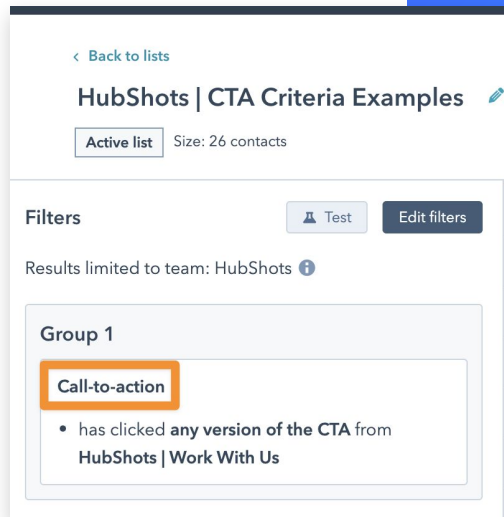 Back to lists
HubShots | CTA Criteria Examples
Active list Size: 26 contacts
Filters Test Edit filters
Results limited to team: HubShots
Group 1
Call-to-action
• has clicked any version of the CTA from
HubShots | Work With Us